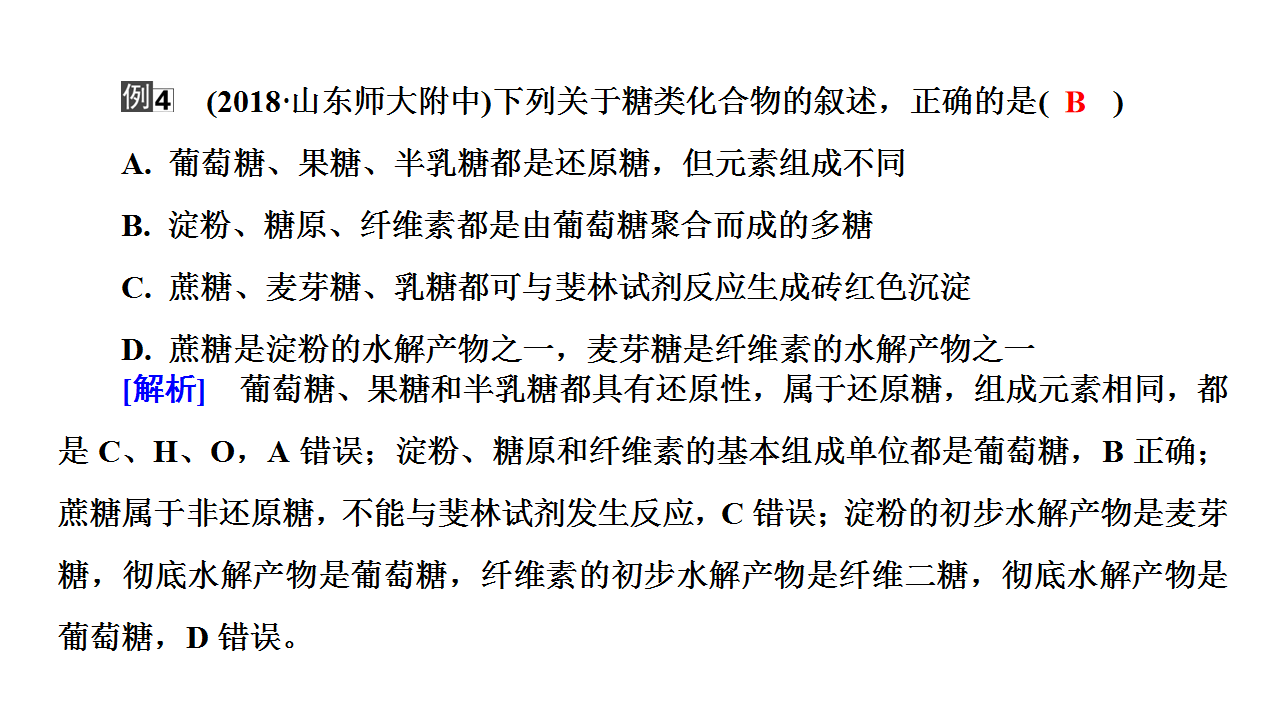 例4 (2018·山东师大附中)下列关于糖类化合物的叙述，正确的是( B )
A. 葡萄糖、果糖、半乳糖都是还原糖，但元素组成不同
B. 淀粉、糖原、纤维素都是由葡萄糖聚合而成的多糖
C. 蔗糖、麦芽糖、乳糖都可与斐林试剂反应生成砖红色沉淀
D. 蔗糖是淀粉的水解产物之一，麦芽糖是纤维素的水解产物之一
[解析] 葡萄糖、果糖和半乳糖都具有还原性，属于还原糖，组成元素相同，都
是 C、H、O，A 错误；淀粉、糖原和纤维素的基本组成单位都是葡萄糖，B 正确；
蔗糖属于非还原糖，不能与斐林试剂发生反应，C 错误；淀粉的初步水解产物是麦芽
糖，彻底水解产物是葡萄糖，纤维素的初步水解产物是纤维二糖，彻底水解产物是
葡萄糖，D 错误。